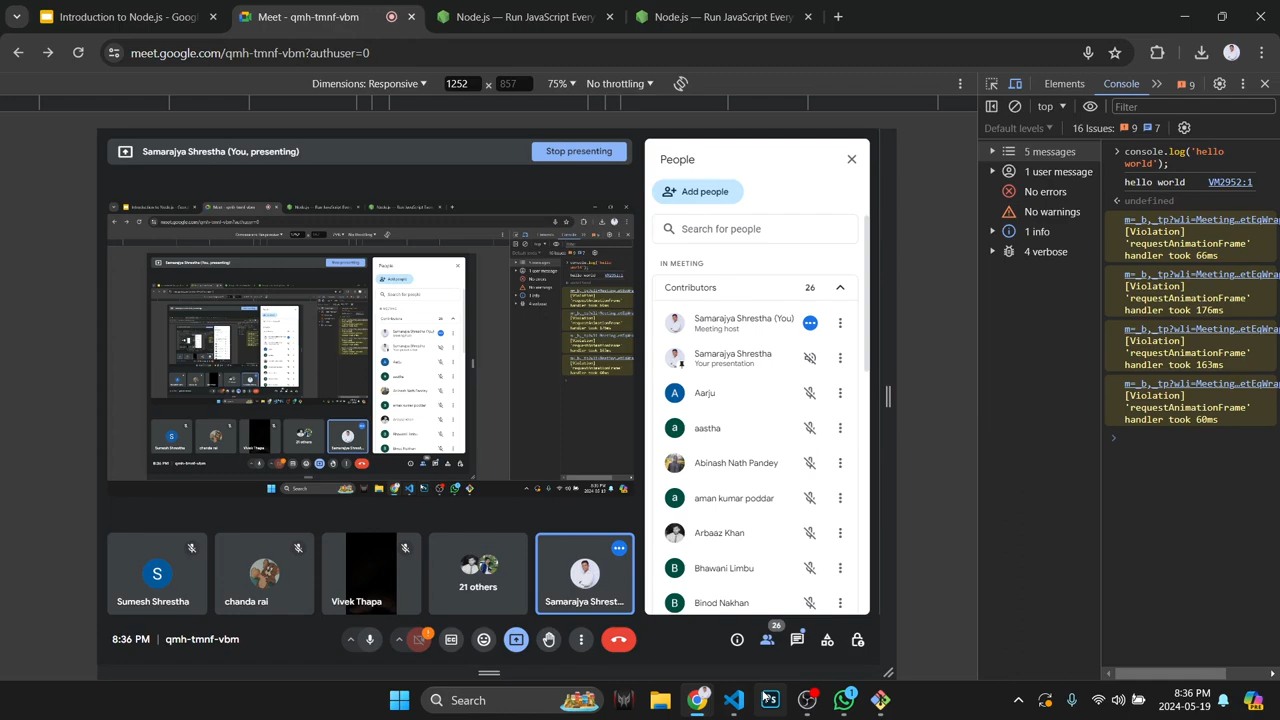 Introduction to Node.js - Googl
Meet - qmh-tmnf-vbm
Node.js — Run JavaScript Every
Node.js — Run JavaScript Every
meet.google.com/qmh-tmnf-vbm?authuser=0
Dimensions: Responsive
1252
x
857
75%
No throttling
Elements
Console
9
top
Filter
Default levels
16 Issues:
9
7
5 messages
1 user message
No errors
No warnings
1 info
4 verbose
console.log('hello
world');
hello world
VM2952:1
undefined
[Violation]
'requestAnimationFrame'
handler took 66ms
[Violation]
'requestAnimationFrame'
handler took 176ms
[Violation]
'requestAnimationFrame'
handler took 163ms
[Violation]
'requestAnimationFrame'
Samarajya Shrestha (You, presenting)
Stop presenting
People
Add people
Search for people
IN MEETING
Contributors
26
Samarajya Shrestha (You)
Meeting host
Samarajya Shrestha
Your presentation
A
Aarju
a
aastha
Abinash Nath Pandey
a
aman kumar poddar
Arbaaz Khan
B
Bhawani Limbu
B
Binod Nakhan
S
Sumesh Shrestha
chanda rai
Vivek Thapa
21 others
Samarajya Shrest...
8:36 PM
qmh-tmnf-vbm
26
Search
Ps
1
8:36 PM
2024-05-19